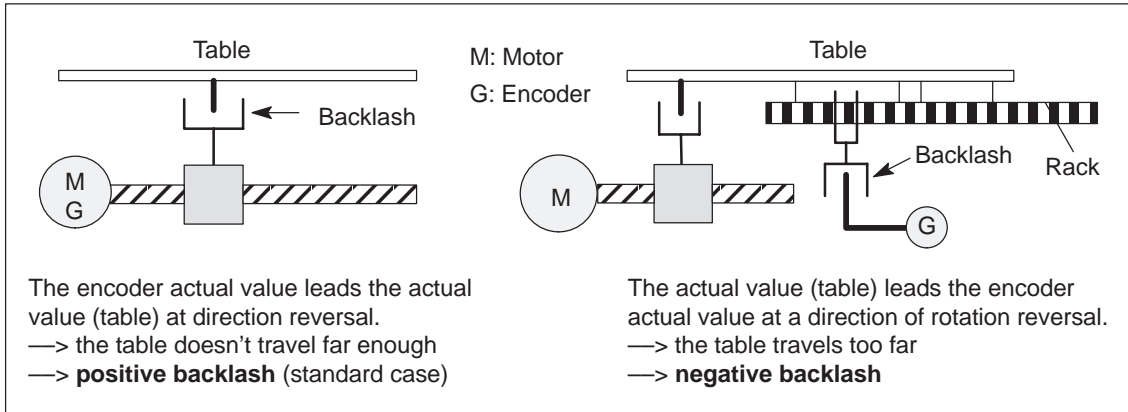 Table
Backlash
M
G
M: Motor
G: Encoder
The encoder actual value leads the actual
value (table) at direction reversal.
—> the table doesn't travel far enough
—> positive backlash (standard case)
Table
Backlash
Rack
M
G
The actual value (table) leads the encoder
actual value at a direction of rotation reversal.
—> the table travels too far
—> negative backlash